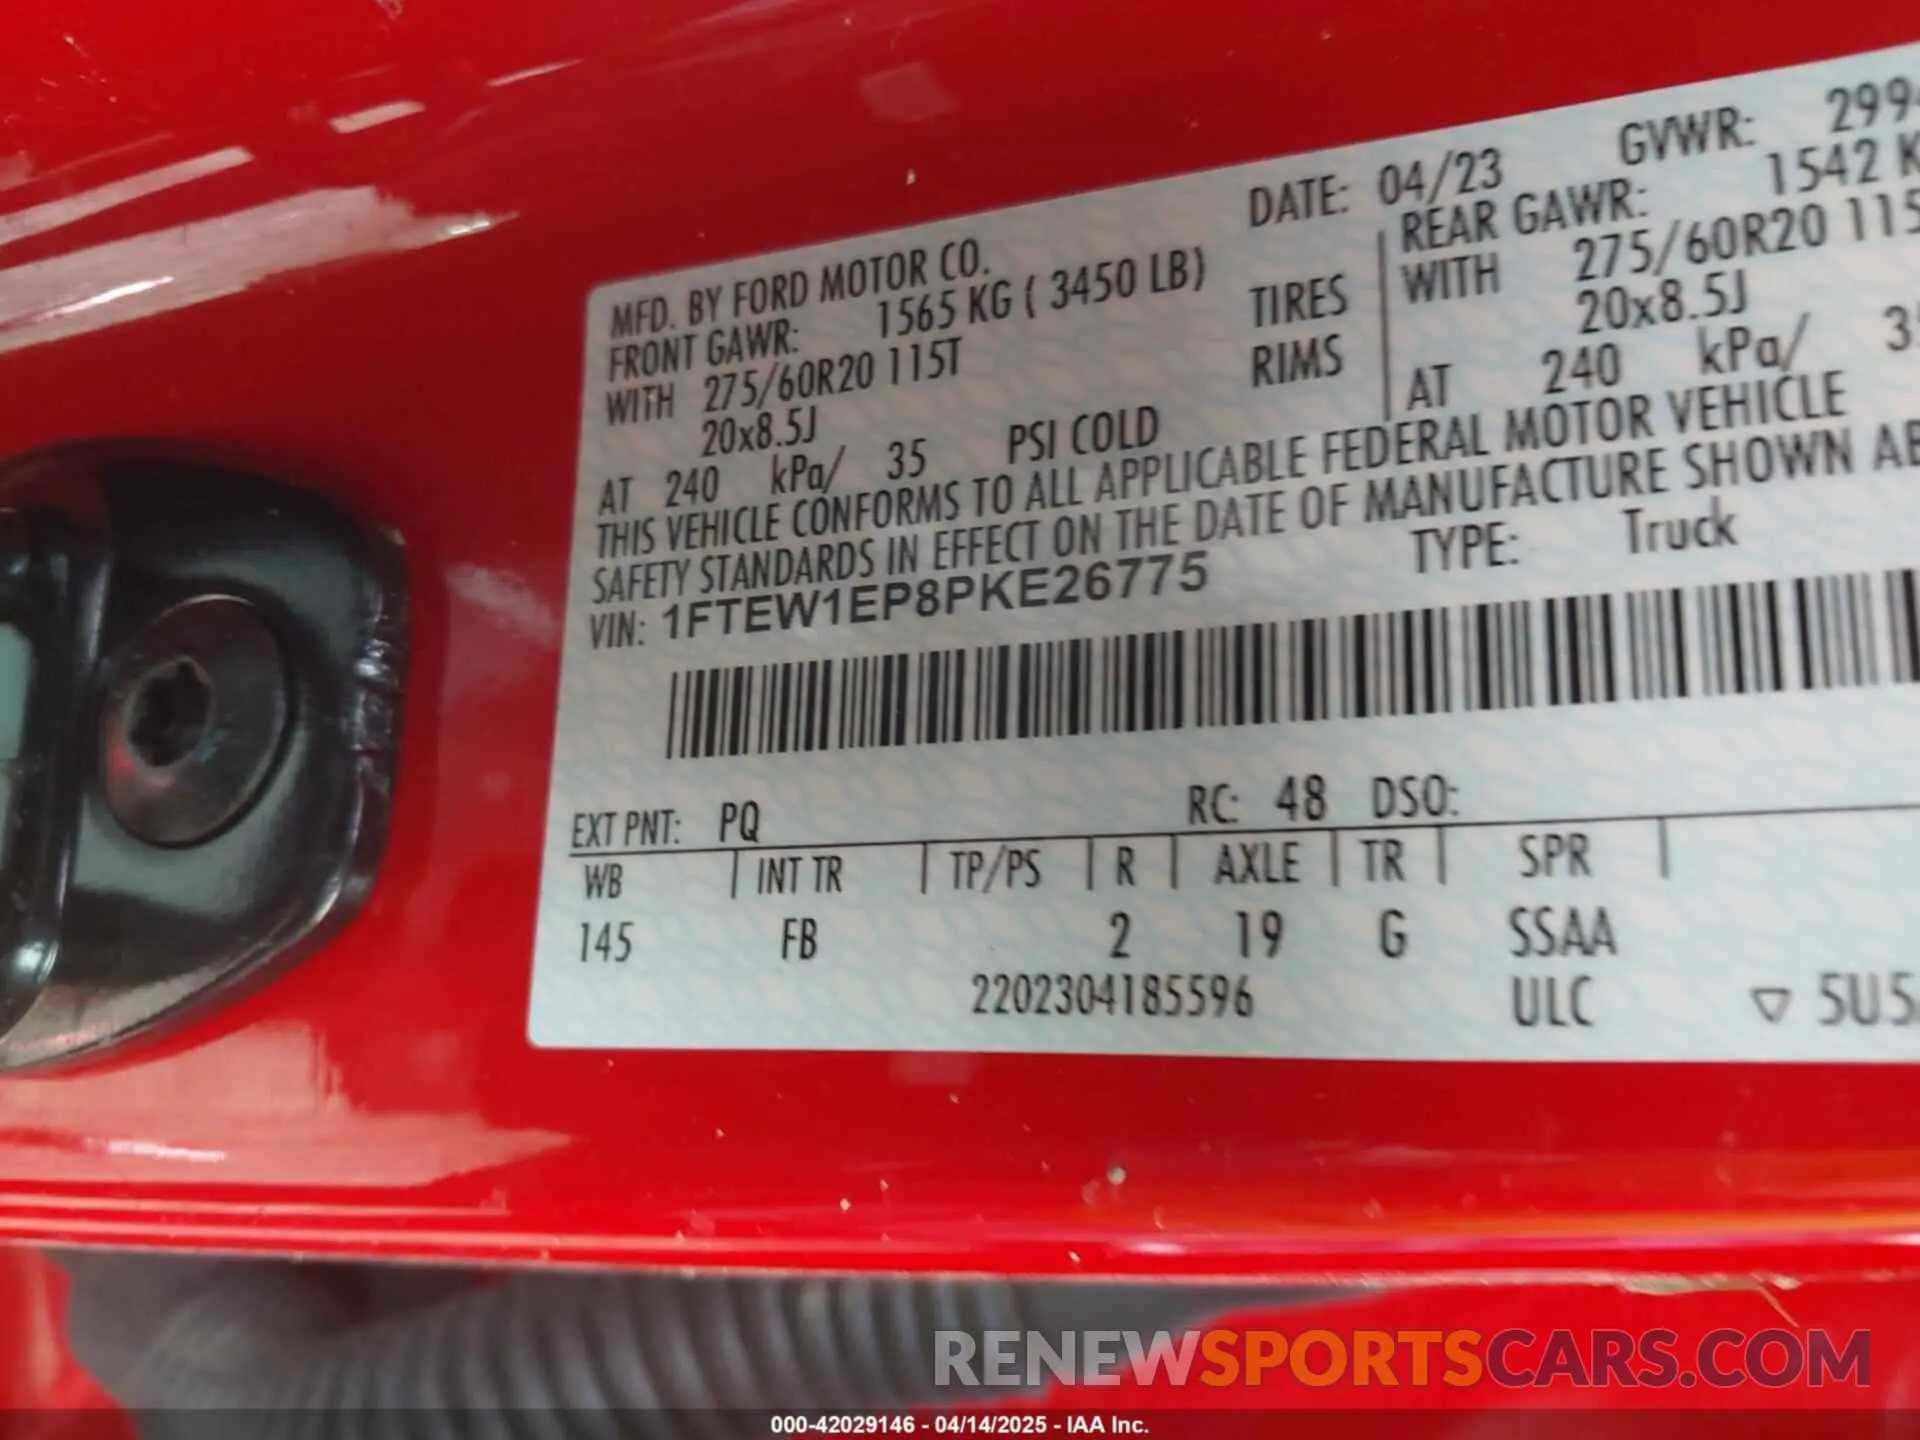 MFD. BY FORD MOTOR CO. DATE: 04/23 GVWR:
FRONT GAWR: 1565 KG ( 3450 LB) REAR GAWR: 1542
WITH 275/60R20 115T TIRES WITH 275/60R20
20x8.5J RIMS 20x8.5J
AT 240 kPa/ 35 PSI COLD AT 240 kPa/
THIS VEHICLE CONFORMS TO ALL APPLICABLE FEDERAL MOTOR VEHICLE
SAFETY STANDARDS IN EFFECT ON THE DATE OF MANUFACTURE SHOWN
VIN: 1FTEW1EP8PKE26775 TYPE: Truck
EXT PNT: PQ RC: 48 DSO:
WB | INT TR | TP/PS | R | AXLE | TR | SPR |
145 FB 2 19 G SSAA
2202304185596 ULC ▽ 5U5
RENEWSPORTSCARS.COM
000-42029146 - 04/14/2025 - IAA Inc.